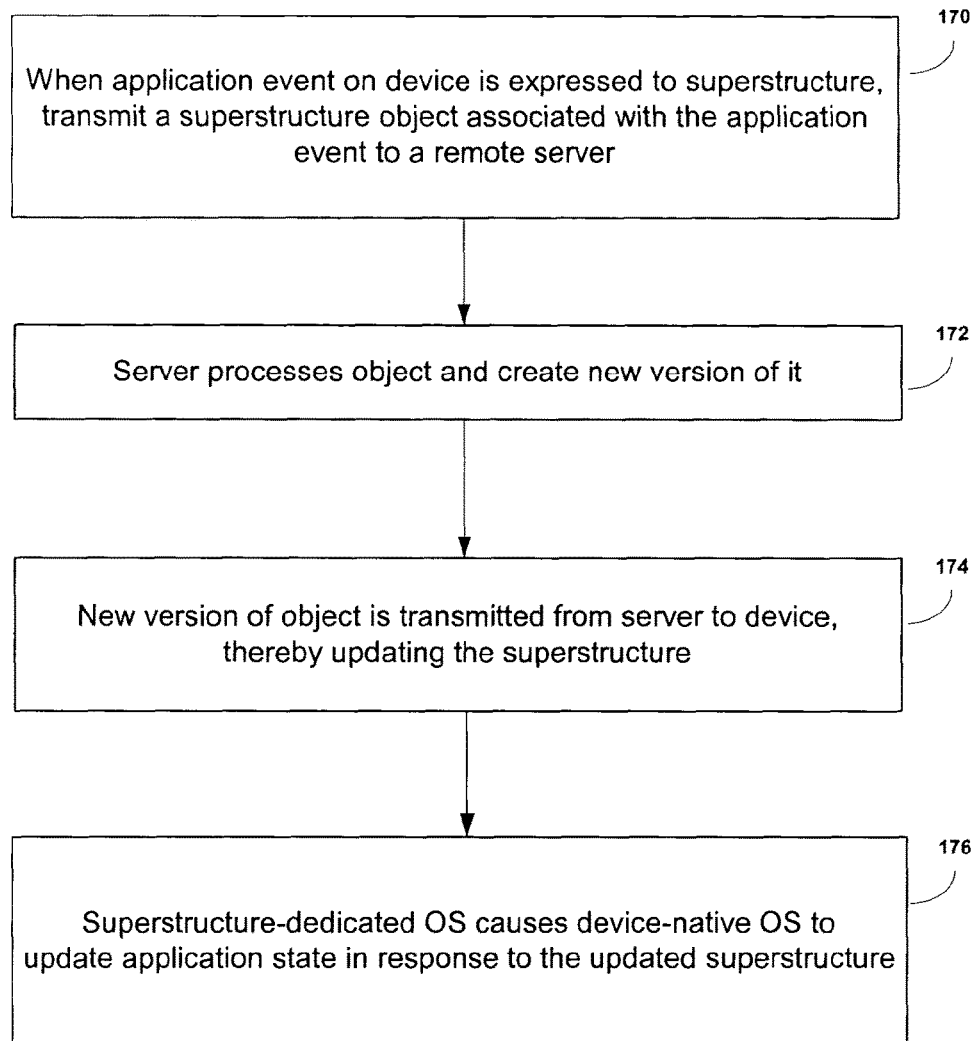 170
When application event on device is expressed to superstructure,
transmit a superstructure object associated with the application
event to a remote server
172
Server processes object and create new version of it
174
New version of object is transmitted from server to device,
thereby updating the superstructure
176
Superstructure-dedicated OS causes device-native OS to
update application state in response to the updated superstructure